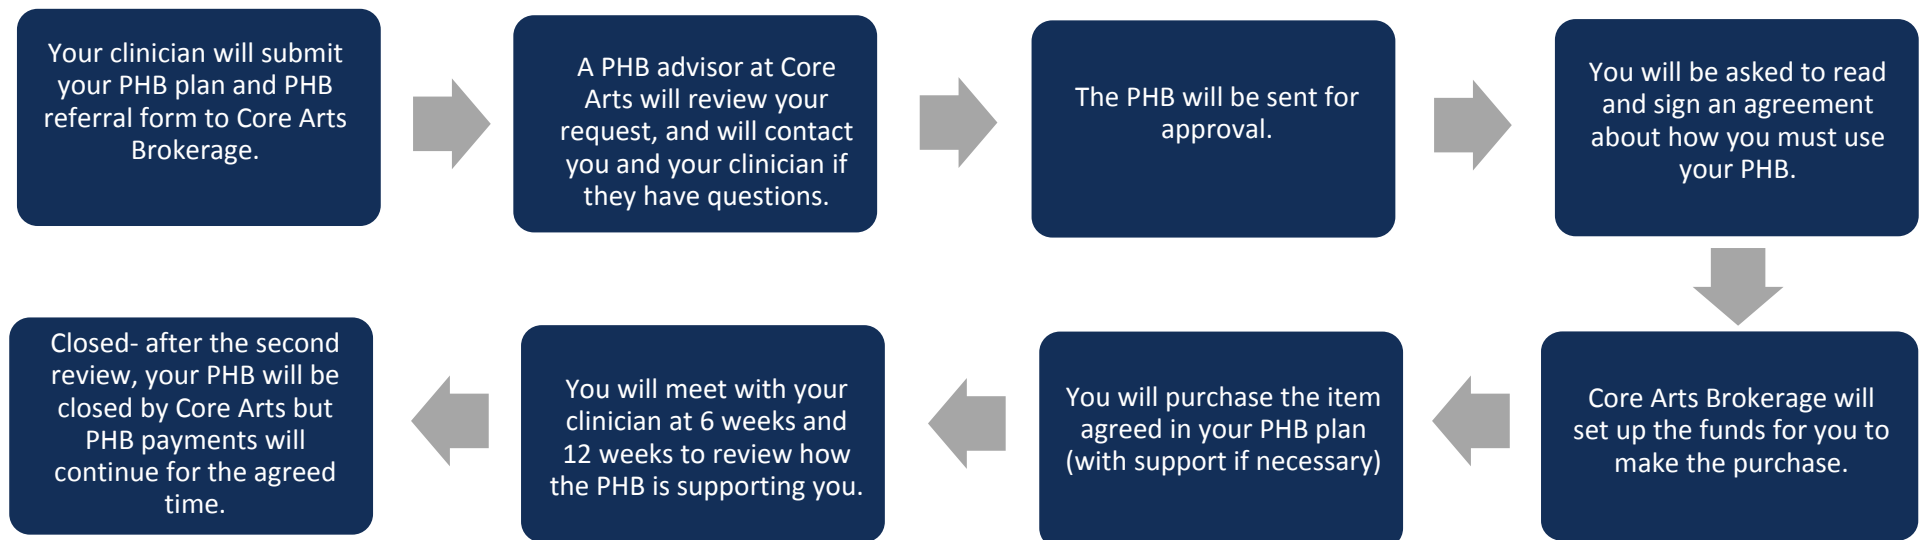 Your clinician will submit
your PHB plan and PHB
referral form to Core Arts
Brokerage.
A PHB advisor at Core
Arts will review your
request, and will contact
you and your clinician if
they have questions.
The PHB will be sent for
approval.
You will be asked to read
and sign an agreement
about how you must use
your PHB.
Core Arts Brokerage will
set up the funds for you to
make the purchase.
You will purchase the item
agreed in your PHB plan
(with support if necessary)
You will meet with your
clinician at 6 weeks and
12 weeks to review how
the PHB is supporting you.
Closed- after the second
review, your PHB will be
closed by Core Arts but
PHB payments will
continue for the agreed
time.